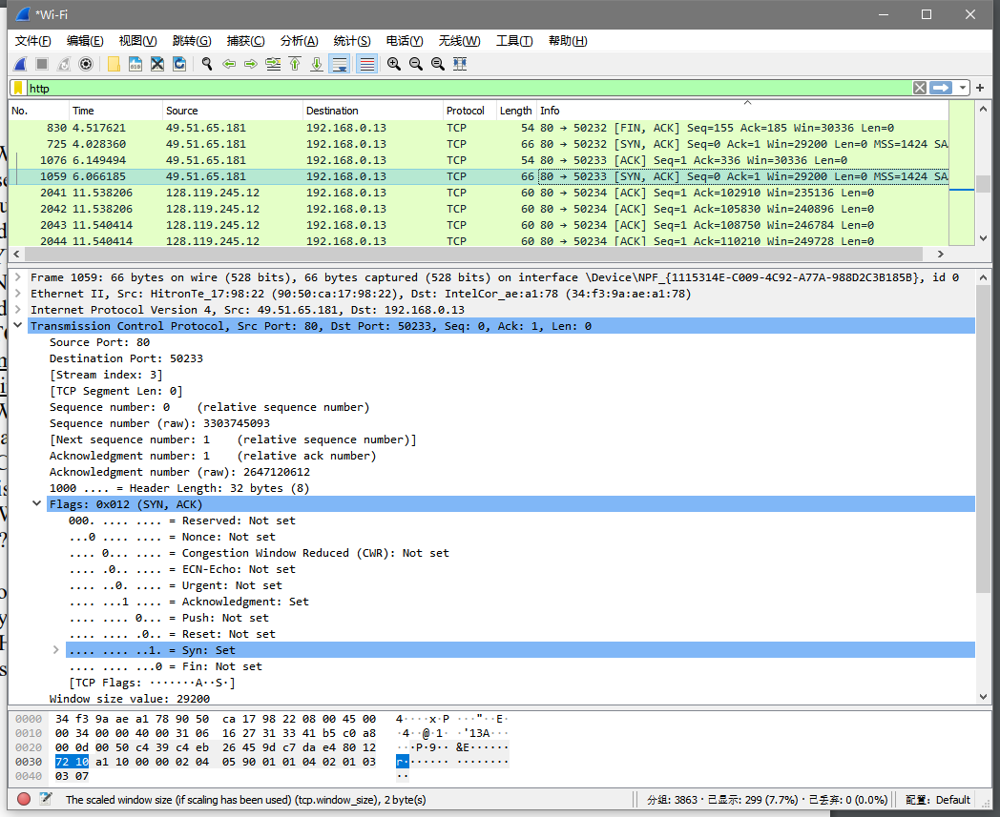 *Wi-Fi
文件(F) 编辑(E) 视图(V) 跳转(G) 捕获(C) 分析(A) 统计(S) 电话(Y) 无线(W) 工具(T) 帮助(H)
http
No. Time Source Destination Protocol Length Info
830 4.517621 49.51.65.181 192.168.0.13 TCP 54 80 → 50232 [FIN, ACK] Seq=155 Ack=185 Win=30336 Len=0
725 4.028360 49.51.65.181 192.168.0.13 TCP 66 80 → 50232 [SYN, ACK] Seq=0 Ack=1 Win=29200 Len=0 MSS=1424 SA
1076 6.149494 49.51.65.181 192.168.0.13 TCP 54 80 → 50233 [ACK] Seq=1 Ack=336 Win=30336 Len=0
1059 6.066185 49.51.65.181 192.168.0.13 TCP 66 80 → 50233 [SYN, ACK] Seq=0 Ack=1 Win=29200 Len=0 MSS=1424 SA
2041 11.538206 128.119.245.12 192.168.0.13 TCP 60 80 → 50234 [ACK] Seq=1 Ack=102910 Win=235136 Len=0
2042 11.538206 128.119.245.12 192.168.0.13 TCP 60 80 → 50234 [ACK] Seq=1 Ack=105830 Win=240896 Len=0
2043 11.540414 128.119.245.12 192.168.0.13 TCP 60 80 → 50234 [ACK] Seq=1 Ack=108750 Win=246784 Len=0
2044 11.540414 128.119.245.12 192.168.0.13 TCP 60 80 → 50234 [ACK] Seq=1 Ack=110210 Win=249728 Len=0
Frame 1059: 66 bytes on wire (528 bits), 66 bytes captured (528 bits) on interface \Device\NPF_{1115314E-C009-4C92-A77A-988D2C3B185B}, id 0
Ethernet II, Src: HitronTe_17:98:22 (90:50:ca:17:98:22), Dst: IntelCor_ae:a1:78 (34:f3:9a:ae:a1:78)
Internet Protocol Version 4, Src: 49.51.65.181, Dst: 192.168.0.13
Transmission Control Protocol, Src Port: 80, Dst Port: 50233, Seq: 0, Ack: 1, Len: 0
Source Port: 80
Destination Port: 50233
[Stream index: 3]
[TCP Segment Len: 0]
Sequence number: 0 (relative sequence number)
Sequence number (raw): 3303745093
[Next sequence number: 1 (relative sequence number)]
Acknowledgment number: 1 (relative ack number)
Acknowledgment number (raw): 2647120612
1000 .... = Header Length: 32 bytes (8)
Flags: 0x012 (SYN, ACK)
000. .... .... = Reserved: Not set
...0 .... .... = Nonce: Not set
.... 0... .... = Congestion Window Reduced (CWR): Not set
.... .0.. .... = ECN-Echo: Not set
.... ..0. .... = Urgent: Not set
.... ...1 .... = Acknowledgment: Set
.... .... 0... = Push: Not set
.... .... .0.. = Reset: Not set
.... .... ..1. = Syn: Set
.... .... ...0 = Fin: Not set
[TCP Flags: ·······A··S·]
Window size value: 29200
0000 34 f3 9a ae a1 78 90 50 ca 17 98 22 08 00 45 00 4····x·P ···"··E·
0010 00 34 00 00 40 00 31 06 16 27 31 33 41 b5 c0 a8 ·4··@·1· ·'13A···
0020 00 0d 00 50 c4 39 c4 eb 26 45 9d c7 da e4 80 12 ···P·9·· &E······
0030 72 10 a1 10 00 00 02 04 05 90 01 01 04 02 01 03 r······· ········
0040 03 07 ··
The scaled window size (if scaling has been used) (tcp.window_size), 2 byte(s) 分组: 3863 · 已显示: 299 (7.7%) · 已丢弃: 0 (0.0%) 配置: Default